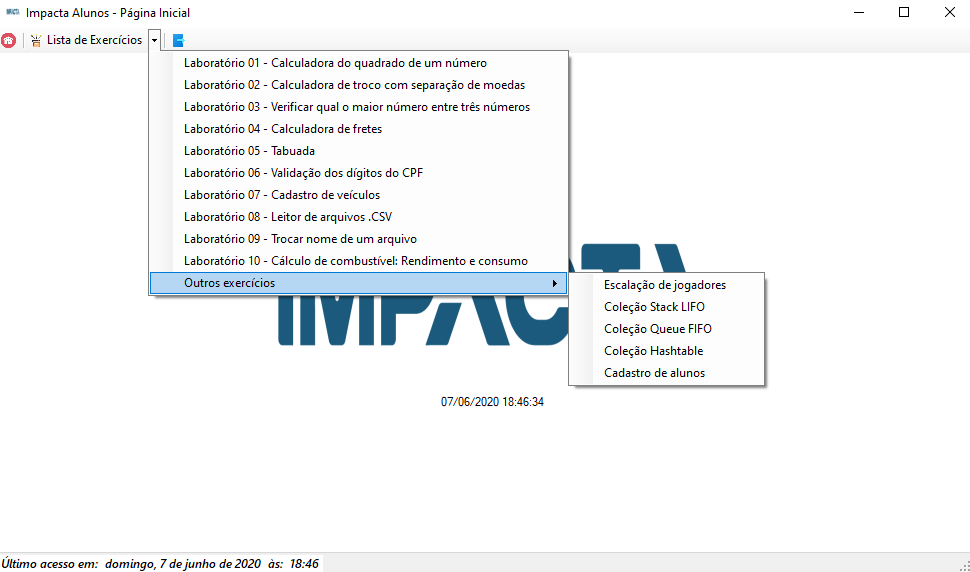 Impacta Alunos - Página Inicial
Lista de Exercícios
Laboratório 01 - Calculadora do quadrado de um número
Laboratório 02 - Calculadora de troco com separação de moedas
Laboratório 03 - Verificar qual o maior número entre três números
Laboratório 04 - Calculadora de fretes
Laboratório 05 - Tabuada
Laboratório 06 - Validação dos dígitos do CPF
Laboratório 07 - Cadastro de veículos
Laboratório 08 - Leitor de arquivos .CSV
Laboratório 09 - Trocar nome de um arquivo
Laboratório 10 - Cálculo de combustível: Rendimento e consumo
Outros exercícios
Escalação de jogadores
Coleção Stack LIFO
Coleção Queue FIFO
Coleção Hashtable
Cadastro de alunos
IMPACTA
07/06/2020 18:46:34
Último acesso em: domingo, 7 de junho de 2020 às: 18:46